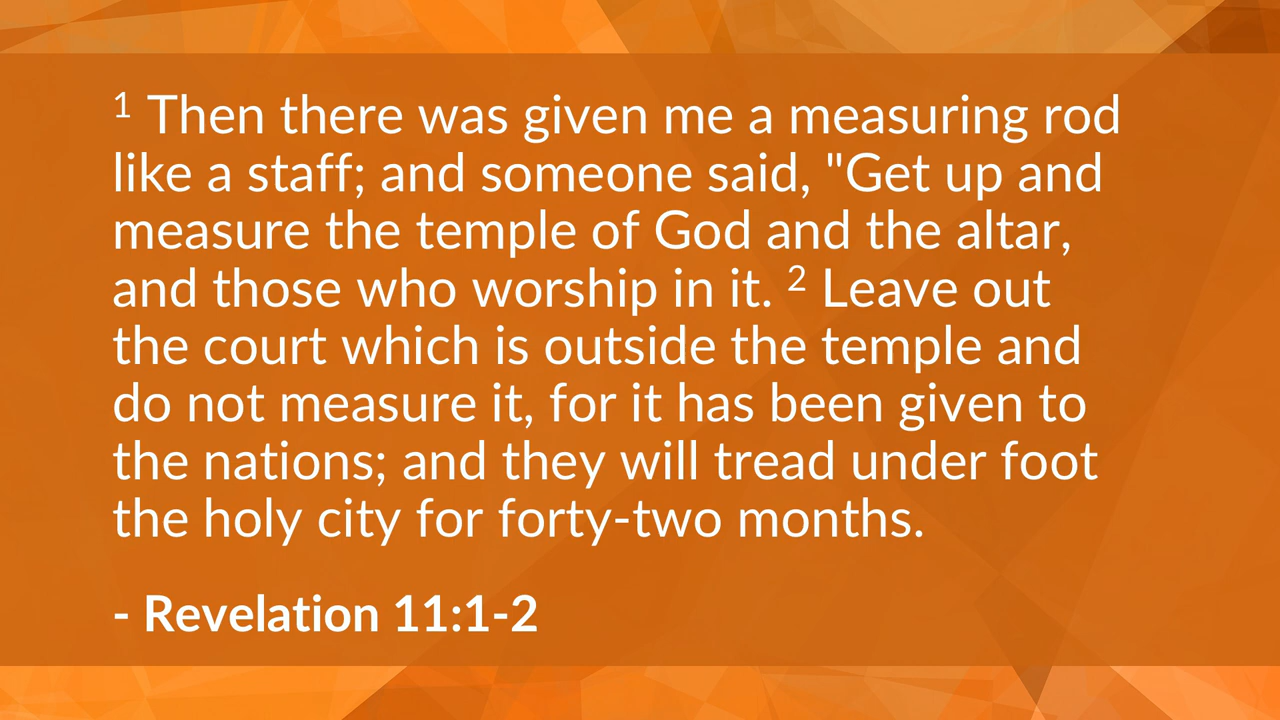 1 Then there was given me a measuring rod
like a staff; and someone said, "Get up and
measure the temple of God and the altar,
and those who worship in it. 2 Leave out
the court which is outside the temple and
do not measure it, for it has been given to
the nations; and they will tread under foot
the holy city for forty-two months.
- Revelation 11:1-2